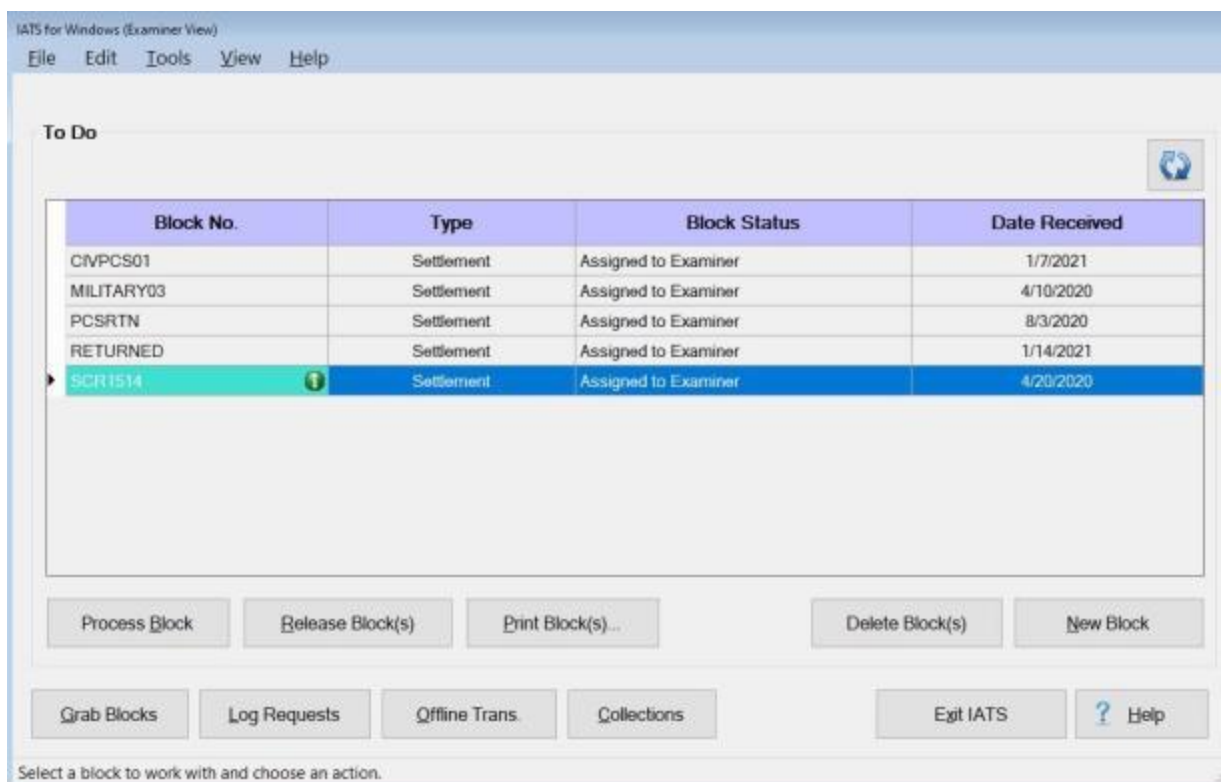 IATS for Windows (Examiner View)
File Edit Tools View Help
To Do
Block No. Type Block Status Date Received
CIVPCS01 Settlement Assigned to Examiner 1/7/2021
MILITARY03 Settlement Assigned to Examiner 4/10/2020
PCSRTN Settlement Assigned to Examiner 8/3/2020
RETURNED Settlement Assigned to Examiner 1/14/2021
SCR1514 Settlement Assigned to Examiner 4/20/2020
Process Block Release Block(s) Print Block(s)... Delete Block(s) New Block
Grab Blocks Log Requests Offline Trans. Collections Exit IATS ? Help
Select a block to work with and choose an action.